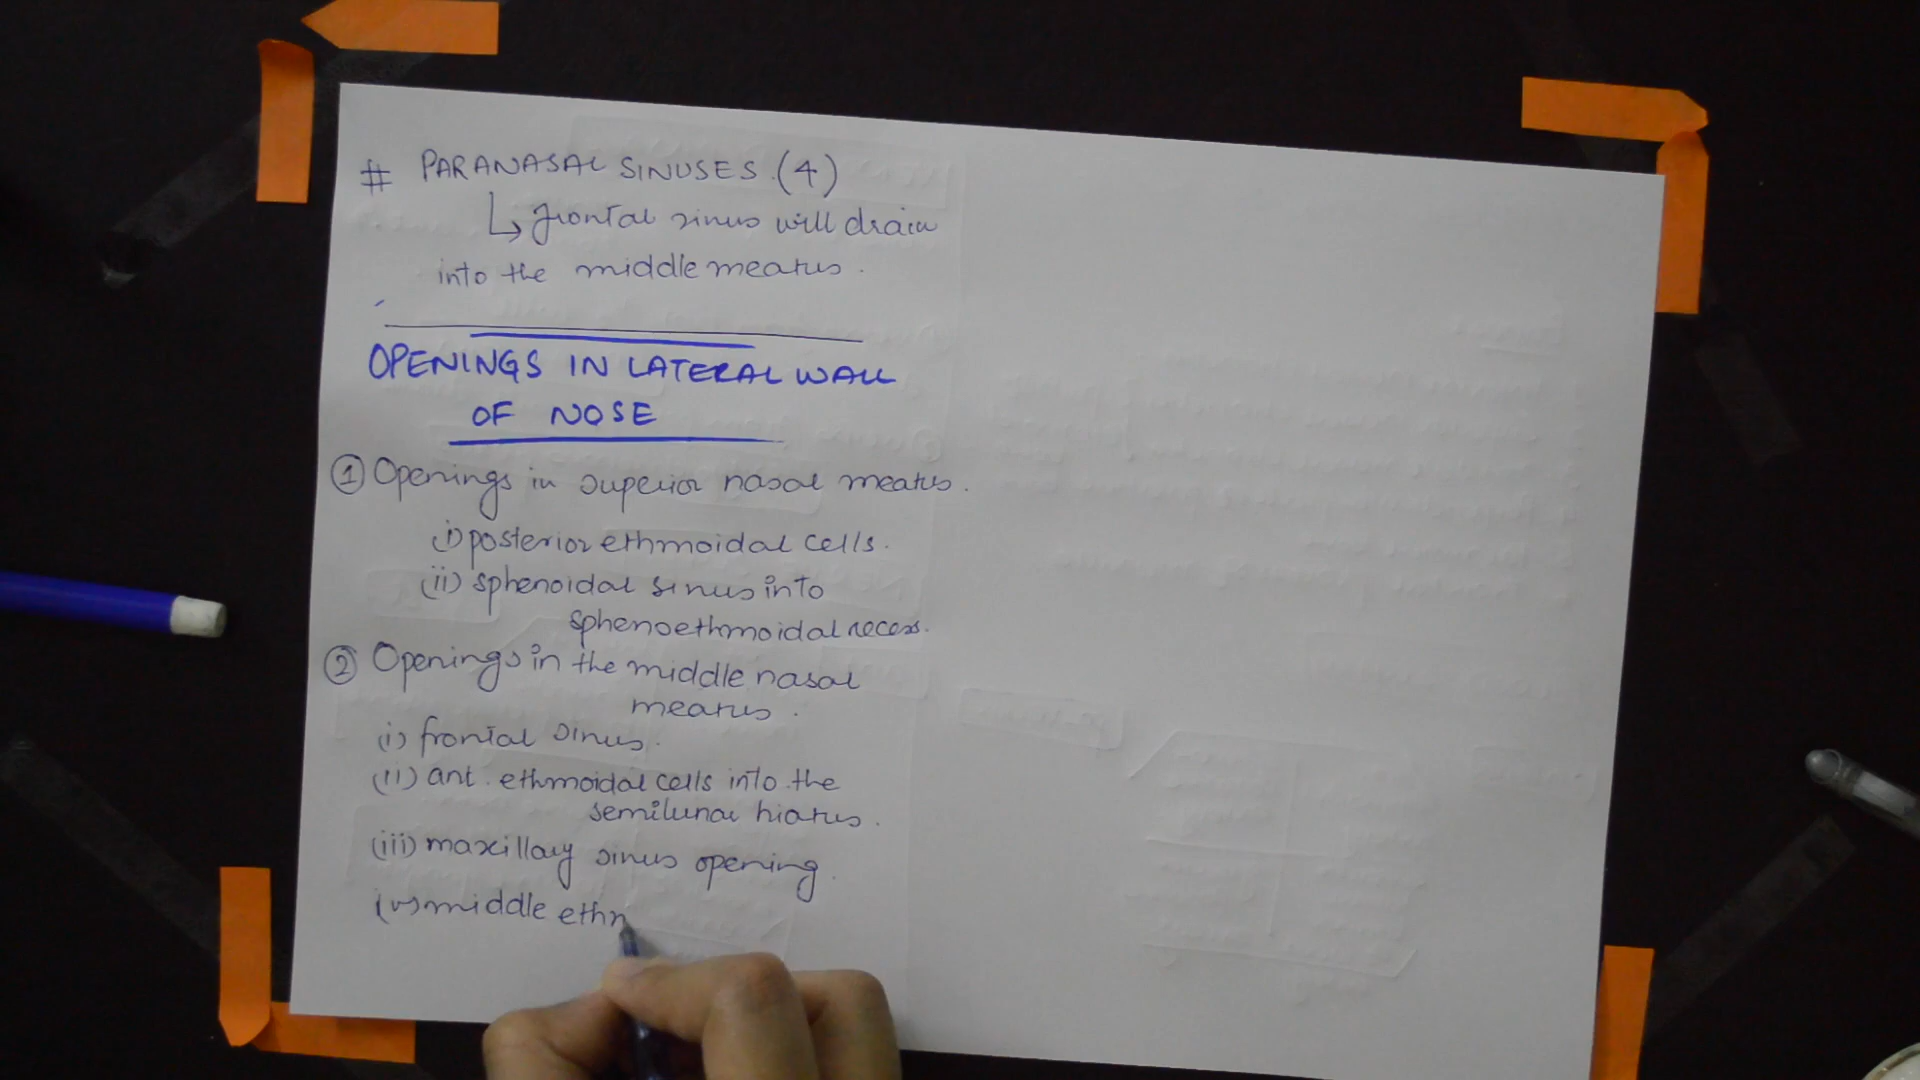 # PARANASAL SINUSES (4)
↳ frontal sinus will drain
into the middle meatus.
OPENINGS IN LATERAL WALL
OF NOSE
① Openings in superior nasal meatus.
(i) posterior ethmoidal cells.
(ii) sphenoidal sinus into
sphenoethmoidal recess.
② Openings in the middle nasal
meatus.
(i) frontal sinus.
(ii) ant. ethmoidal cells into the
semilunar hiatus.
(iii) maxillary sinus opening.
(iv) middle ethm